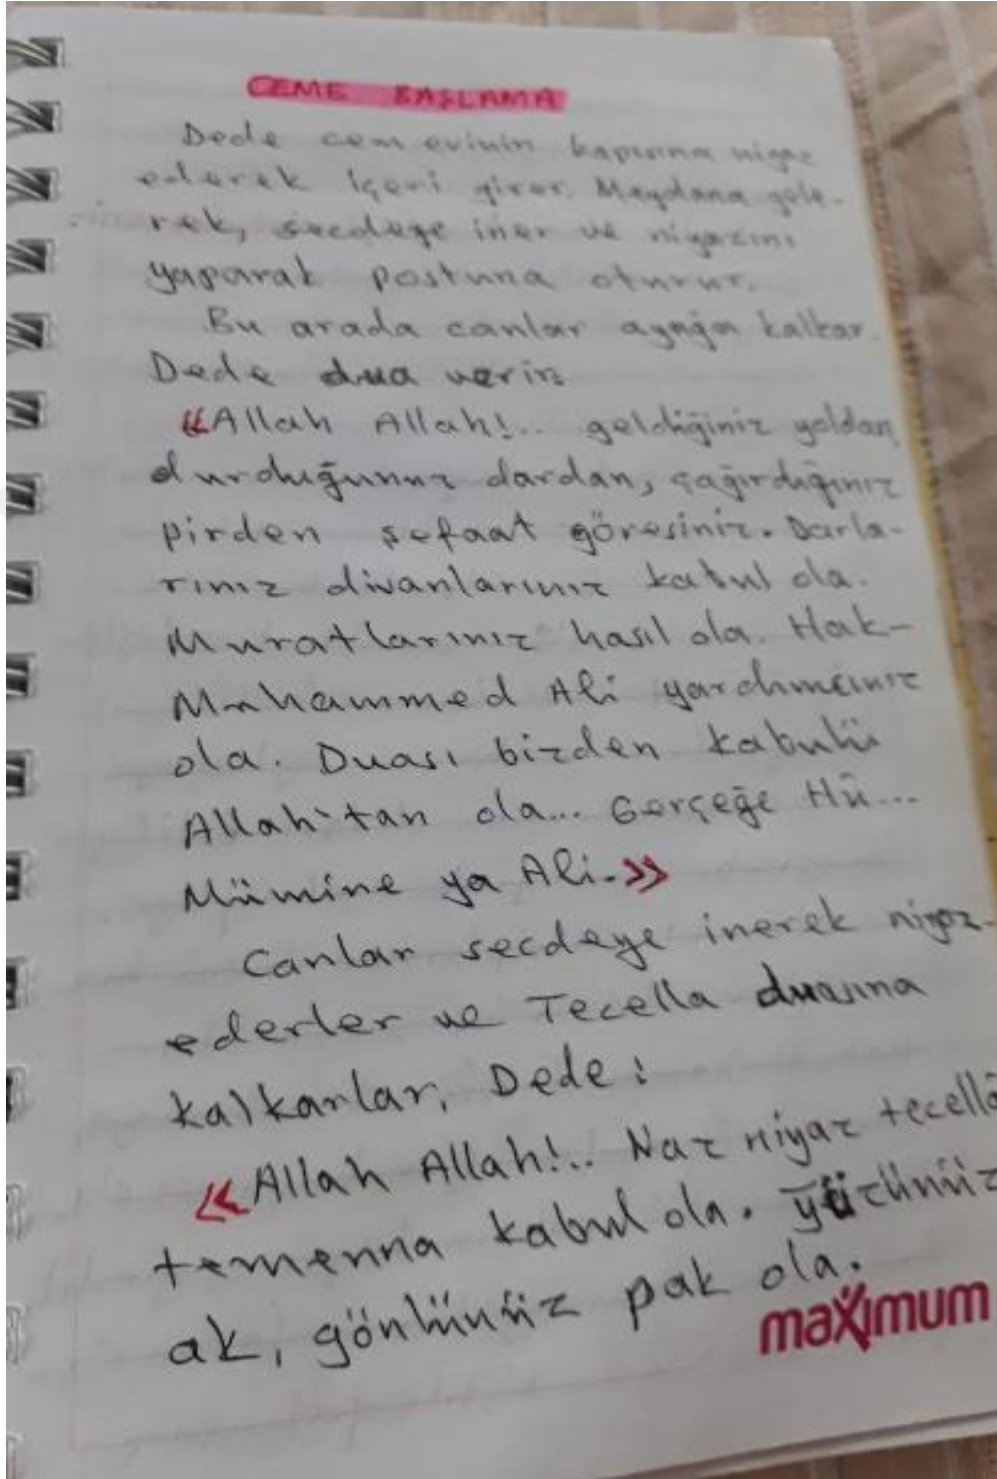 CEME BAŞLAMA
Dede cem evinin kapısına niyaz
ederek içeri girer. Meydana gele-
rek, secdeye iner ve niyazını
yaparak postuna oturur.
Bu arada canlar ayağa kalkar.
Dede dua verir:
«Allah Allah!.. geldiğiniz yoldan,
durduğunuz dardan, çağırdığınız
pirden şefaat göresiniz. Darla-
rınız divanlarınız kabul ola.
Muratlarınız hasıl ola. Hak-
Muhammed Ali yardımcınız
ola. Duası bizden kabulü
Allah'tan ola... Gerçeğe Hü...
Mümine ya Ali.»
Canlar secdeye inerek niyaz-
ederler ve Tecella duasına
kalkarlar, Dede:
«Allah Allah!.. Naz niyaz tecellâ
temenna kabul ola. Yüzünüz
ak, gönlünüz pak ola.
maximum